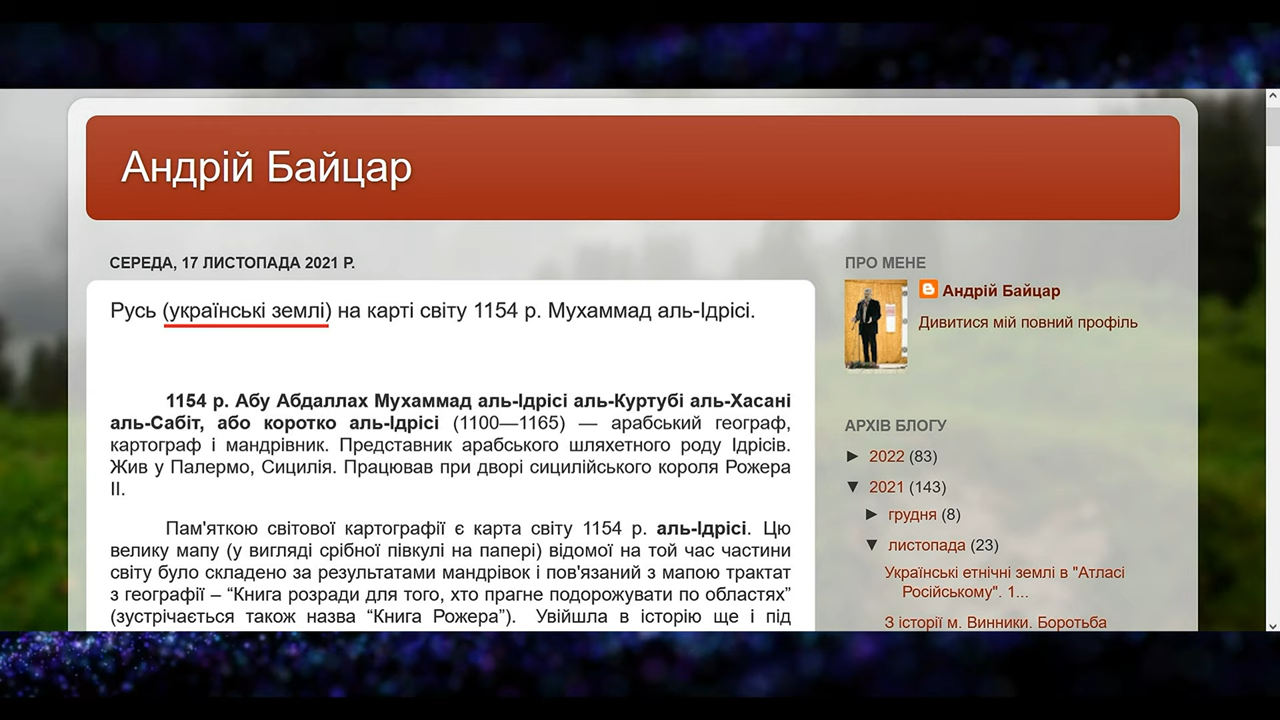 Андрій Байцар
СЕРЕДА, 17 ЛИСТОПАДА 2021 Р.
Русь (українські землі) на карті світу 1154 р. Мухаммад аль-Ідрісі.
1154 р. Абу Абдаллах Мухаммад аль-Ідрісі аль-Куртубі аль-Хасані
аль-Сабіт, або коротко аль-Ідрісі (1100—1165) — арабський географ,
картограф і мандрівник. Представник арабського шляхетного роду Ідрісів.
Жив у Палермо, Сицилія. Працював при дворі сицилійського короля Рожера
II.
Пам'яткою світової картографії є карта світу 1154 р. аль-Ідрісі. Цю
велику мапу (у вигляді срібної півкулі на папері) відомої на той час частини
світу було складено за результатами мандрівок і пов'язаний з мапою трактат
з географії – “Книга розради для того, хто прагне подорожувати по областях”
(зустрічається також назва “Книга Рожера”). Увійшла в історію ще і під
ПРО МЕНЕ
Андрій Байцар
Дивитися мій повний профіль
АРХІВ БЛОГУ
► 2022 (83)
▼ 2021 (143)
► грудня (8)
▼ листопада (23)
Українські етнічні землі в "Атласі
Російському". 1...
З історії м. Винники. Боротьба